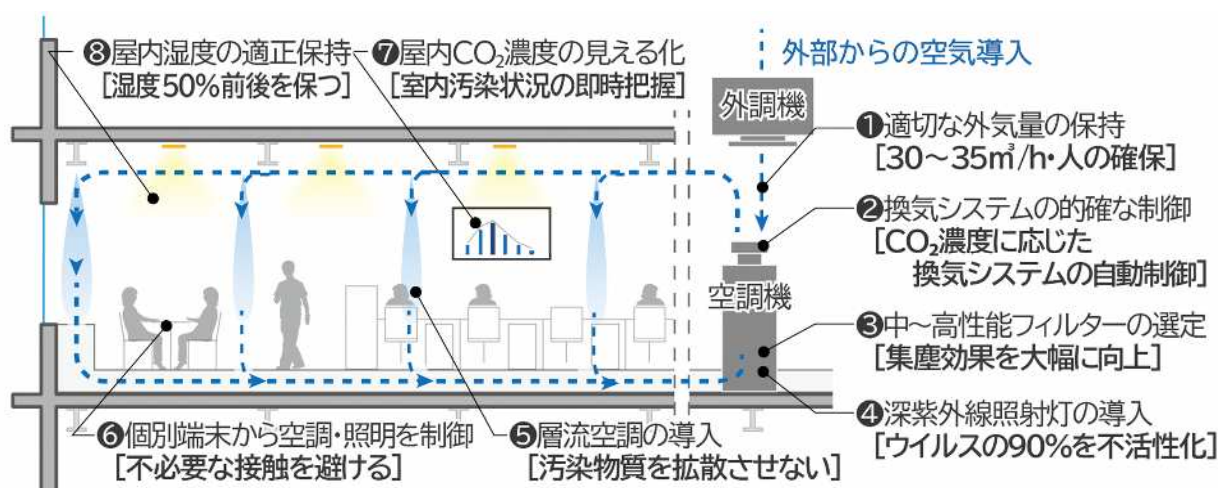 ❽屋内湿度の適正保持
[湿度50%前後を保つ]
❼屋内CO₂濃度の見える化
[室内汚染状況の即時把握]
外部からの空気導入
外調機
❶適切な外気量の保持
[30～35㎥/h・人の確保]
❷換気システムの的確な制御
[CO₂濃度に応じた
換気システムの自動制御]
空調機
❸中～高性能フィルターの選定
[集塵効果を大幅に向上]
❹深紫外線照射灯の導入
[ウイルスの90%を不活性化]
❻個別端末から空調・照明を制御
[不必要な接触を避ける]
❺層流空調の導入
[汚染物質を拡散させない]